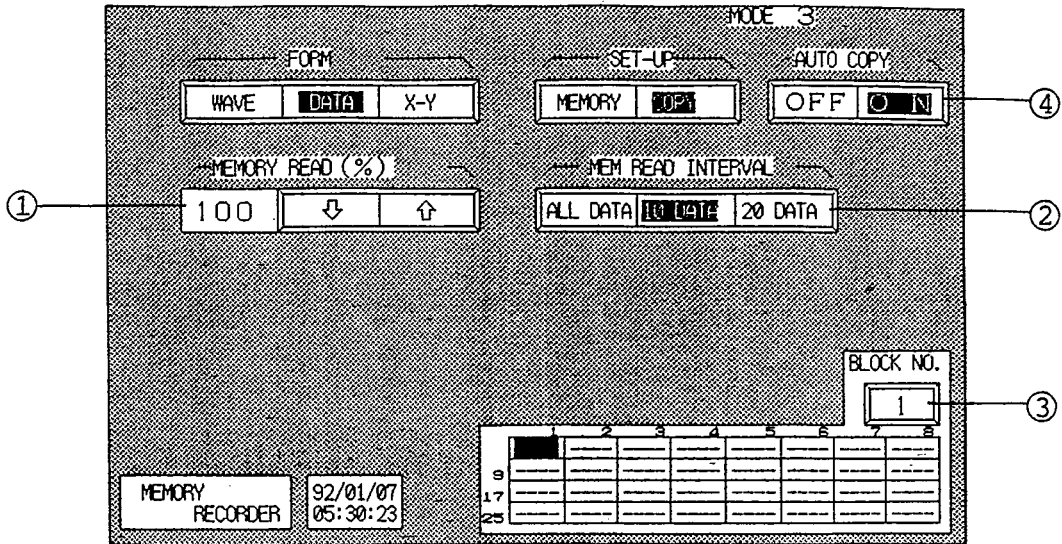 MODE 3
FORM SET-UP AUTO COPY
WAVE DATA X-Y MEMORY COPY OFF ON ④
MEMORY READ (%) MEM READ INTERVAL
① 100 ⇩ ⇧ ALL DATA 10 DATA 20 DATA ②
BLOCK NO.
1 ③
1 2 3 4 5 6 7 8
9
17
25
MEMORY
RECORDER
92/01/07
05:30:23